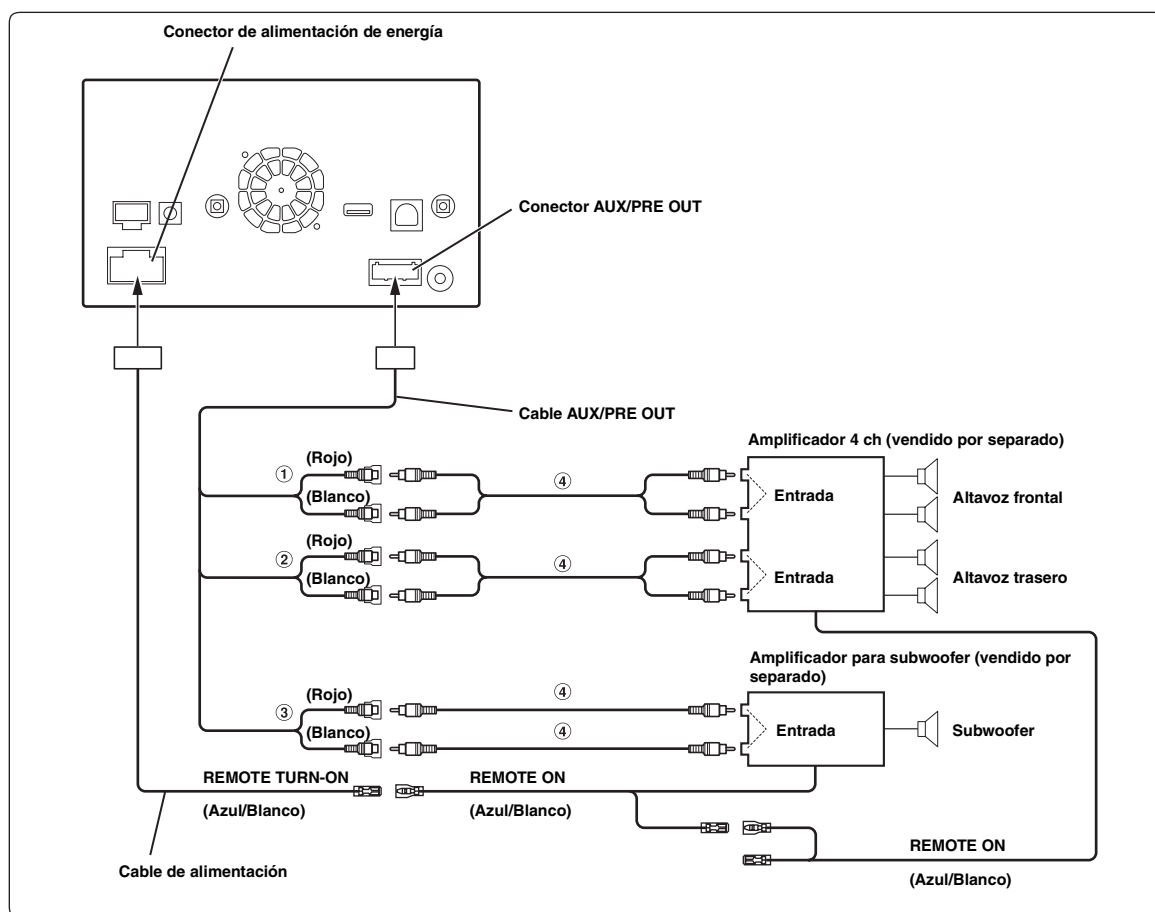 Conector de alimentación de energía
Conector AUX/PRE OUT
Cable AUX/PRE OUT
Amplificador 4 ch (vendido por separado)
①
(Rojo)
(Blanco)
④
Entrada
Altavoz frontal
②
(Rojo)
(Blanco)
④
Entrada
Altavoz trasero
Amplificador para subwoofer (vendido por
separado)
③
(Rojo)
(Blanco)
④
④
Entrada
Subwoofer
REMOTE TURN-ON
(Azul/Blanco)
REMOTE ON
(Azul/Blanco)
REMOTE ON
(Azul/Blanco)
Cable de alimentación